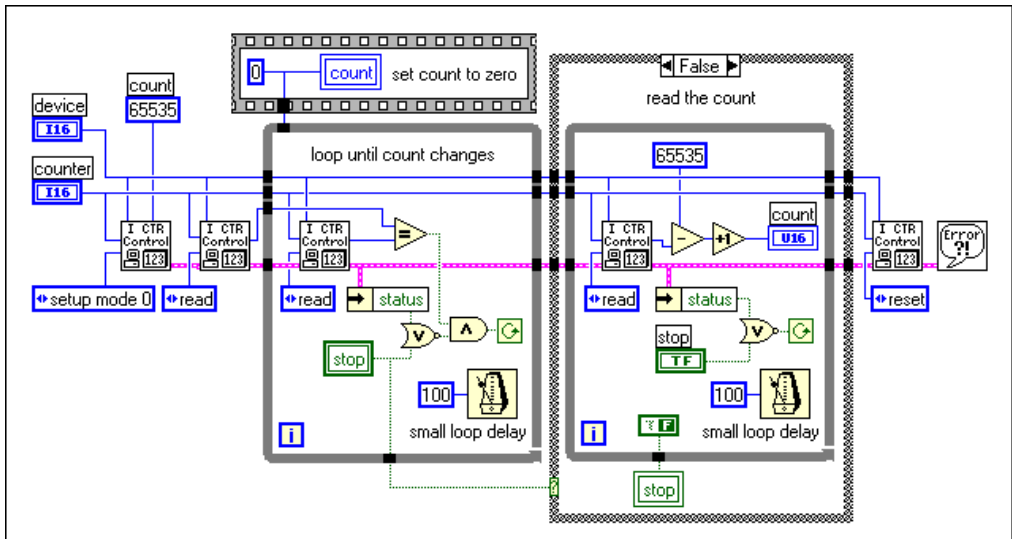 0
count
set count to zero
False
read the count
count
65535
device
I16
counter
I16
loop until count changes
65535
count
U16
I CTR
Control
123
I CTR
Control
123
I CTR
Control
123
=
I CTR
Control
123
-
+1
I CTR
Control
123
Error
?!
setup mode 0
read
read
status
read
status
reset
stop
V
Λ
stop
TF
V
100
small loop delay
100
small loop delay
i
i
F
stop
?